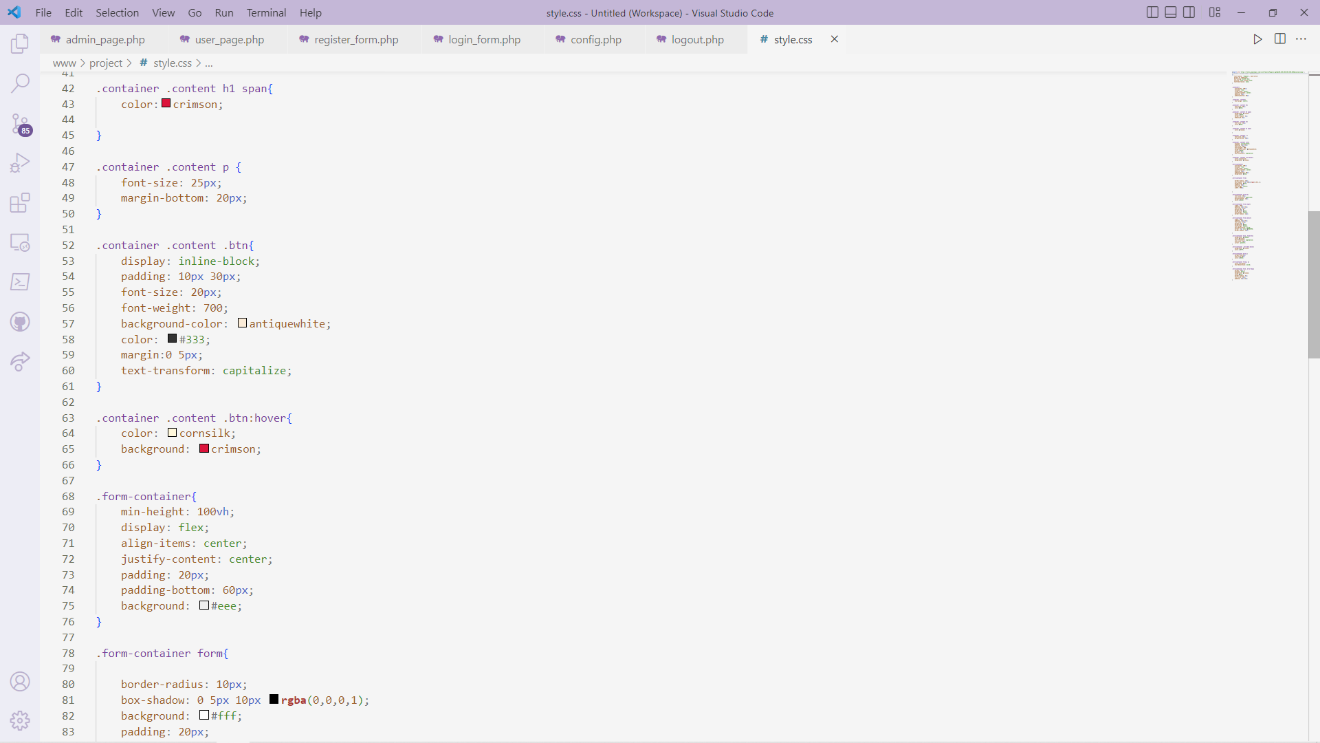 File Edit Selection View Go Run Terminal Help style.css - Untitled (Workspace) - Visual Studio Code
admin_page.php user_page.php register_form.php login_form.php config.php logout.php # style.css
www > project > # style.css > ...
41
42 .container .content h1 span{
43 color: crimson;
44
45 }
46
47 .container .content p {
48 font-size: 25px;
49 margin-bottom: 20px;
50 }
51
52 .container .content .btn{
53 display: inline-block;
54 padding: 10px 30px;
55 font-size: 20px;
56 font-weight: 700;
57 background-color: antiquewhite;
58 color: #333;
59 margin:0 5px;
60 text-transform: capitalize;
61 }
62
63 .container .content .btn:hover{
64 color: cornsilk;
65 background: crimson;
66 }
67
68 .form-container{
69 min-height: 100vh;
70 display: flex;
71 align-items: center;
72 justify-content: center;
73 padding: 20px;
74 padding-bottom: 60px;
75 background: #eee;
76 }
77
78 .form-container form{
79
80 border-radius: 10px;
81 box-shadow: 0 5px 10px rgba(0,0,0,1);
82 background: #fff;
83 padding: 20px;
85